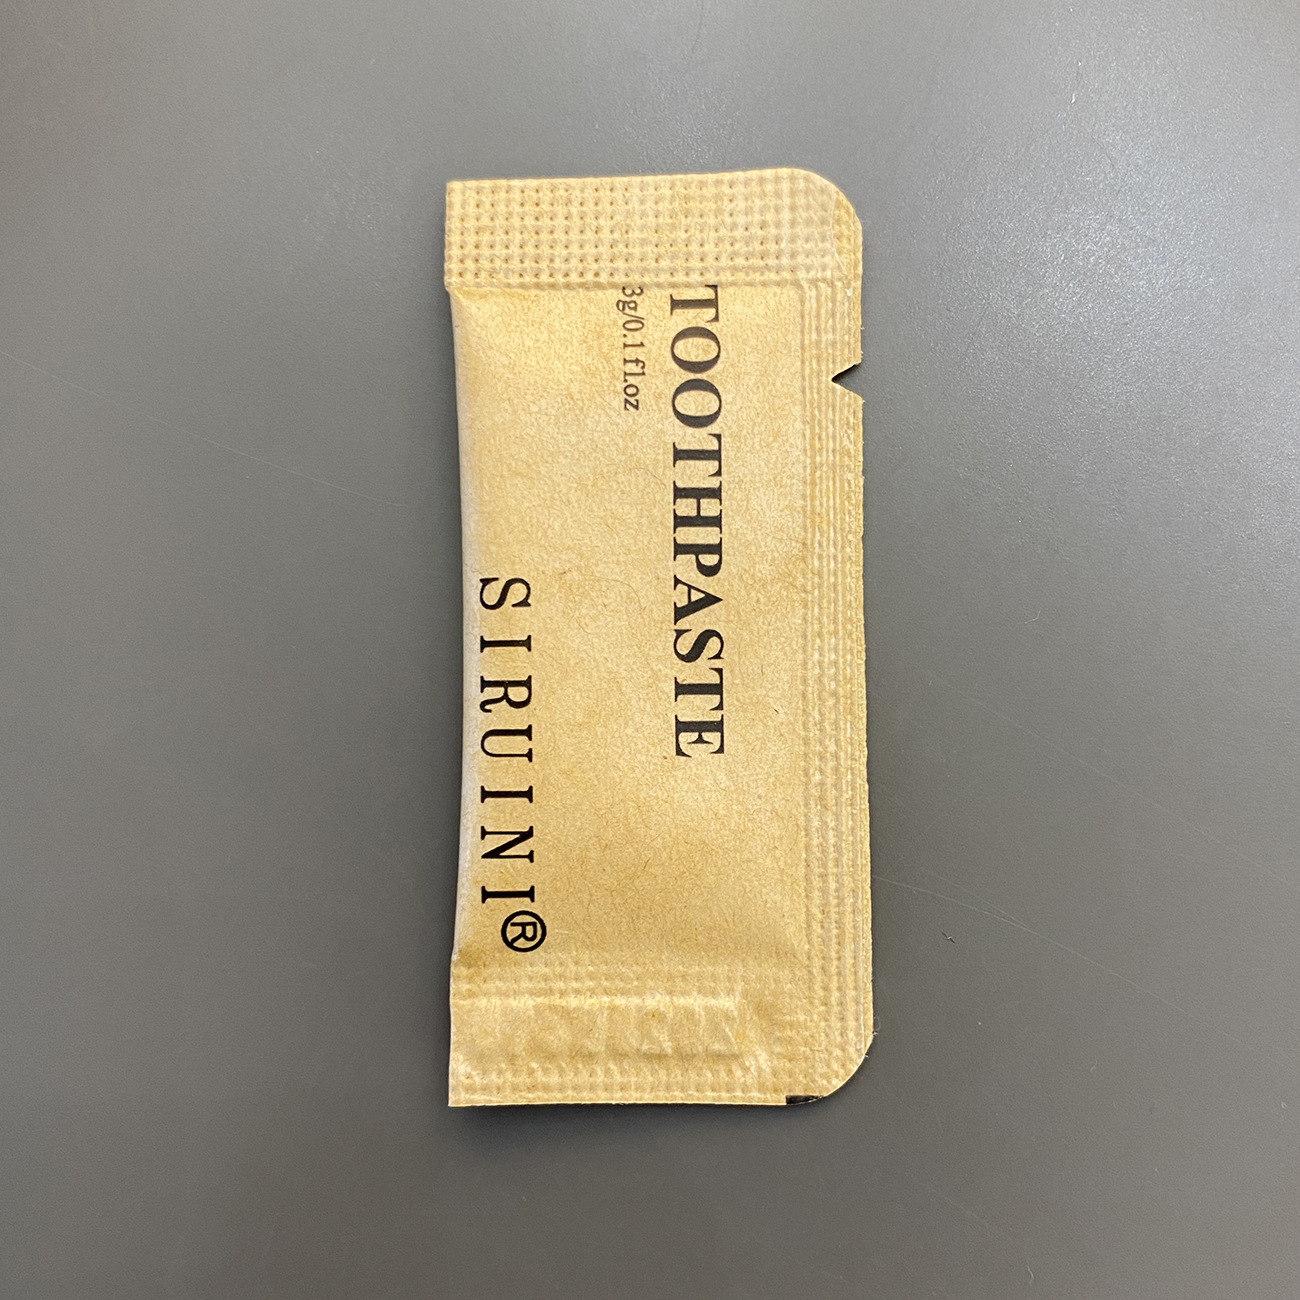 TOOTHPASTE
3g/0.1 fl.oz
SIRUINI®